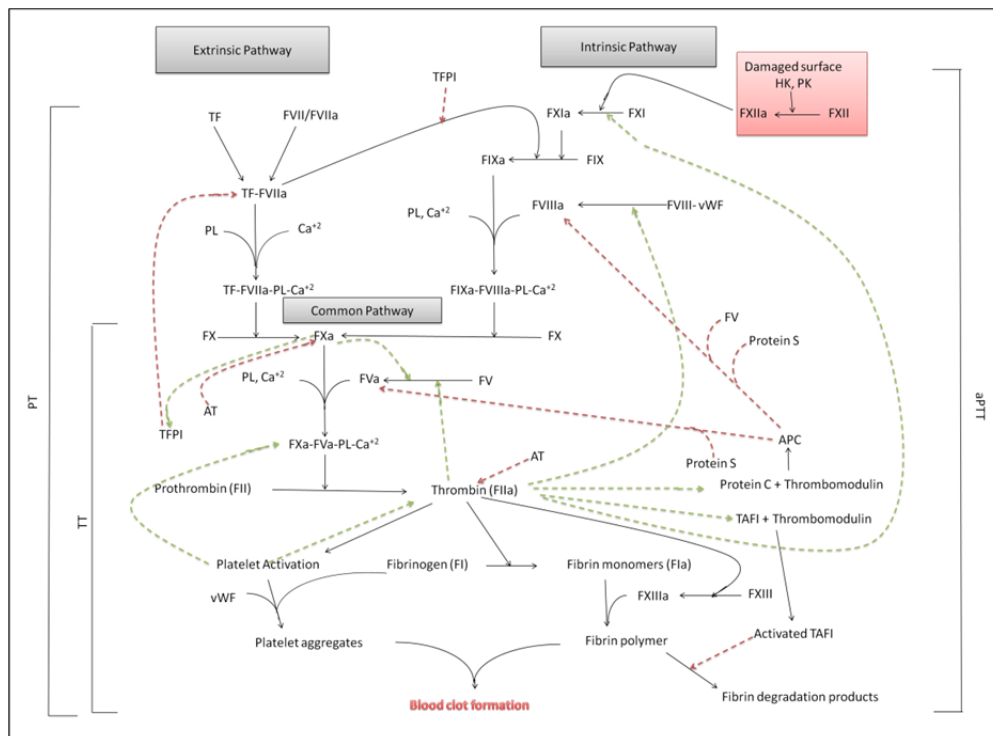 Extrinsic Pathway
Intrinsic Pathway
TFPI
Damaged surface
HK, PK
TF
FVII/FVIIa
FXIa
FXI
FXIIa
FXII
FIXa
FIX
TF-FVIIa
PL, Ca+2
FVIIIa
FVIII- vWF
PL
Ca+2
TF-FVIIa-PL-Ca+2
FIXa-FVIIIa-PL-Ca+2
Common Pathway
FX
FXa
FX
FV
Protein S
PL, Ca+2
FVa
FV
PT
aPTT
AT
TFPI
FXa-FVa-PL-Ca+2
APC
AT
Protein S
Prothrombin (FII)
Thrombin (FIIa)
Protein C + Thrombomodulin
TT
TAFI + Thrombomodulin
Platelet Activation
Fibrinogen (FI)
Fibrin monomers (FIa)
vWF
FXIIIa
FXIII
Platelet aggregates
Fibrin polymer
Activated TAFI
Fibrin degradation products
Blood clot formation